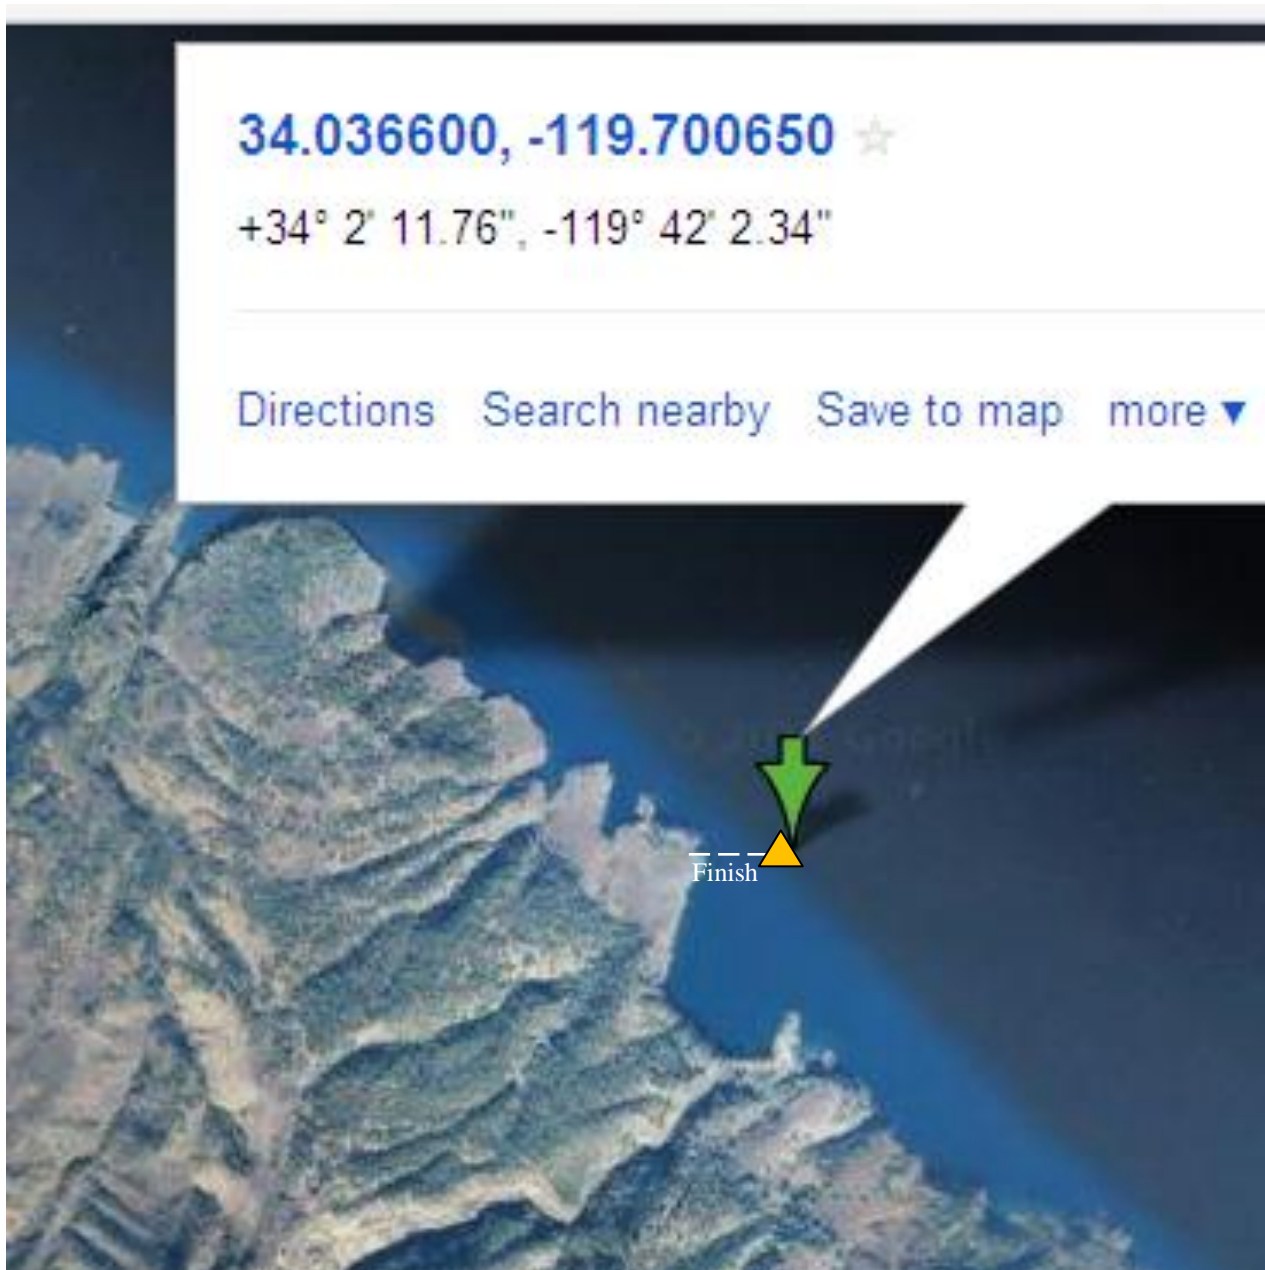 34.036600, -119.700650
+34° 2' 11.76", -119° 42' 2.34"
Directions Search nearby Save to map more ▼
Finish